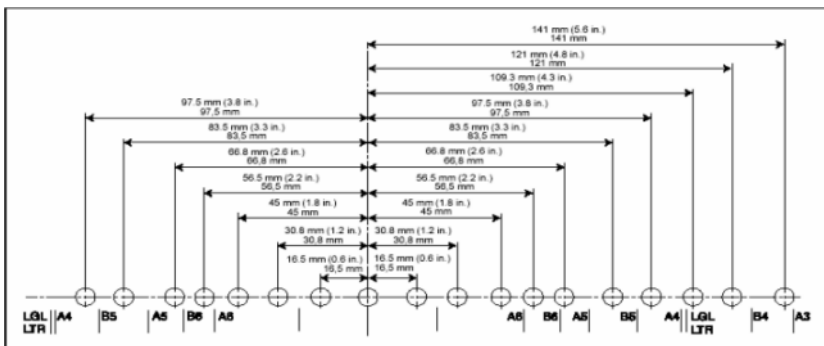 141 mm (5.6 in.)
141 mm
121 mm (4.8 in.)
121 mm
109.3 mm (4.3 in.)
109,3 mm
97.5 mm (3.8 in.) 97.5 mm (3.8 in.)
97,5 mm 97,5 mm
83.5 mm (3.3 in.) 83.5 mm (3.3 in.)
83,5 mm 83,5 mm
66.8 mm (2.6 in.) 66.8 mm (2.6 in.)
66,8 mm 66,8 mm
56.5 mm (2.2 in.) 56.5 mm (2.2 in.)
56,5 mm 56,5 mm
45 mm (1.8 in.) 45 mm (1.8 in.)
45 mm 45 mm
30.8 mm (1.2 in.) 30.8 mm (1.2 in.)
30,8 mm 30,8 mm
16.5 mm (0.6 in.) 16.5 mm (0.6 in.)
16,5 mm 16,5 mm
LGL A4 B5 A5 B6 A6 A6 B6 A5 B5 A4 LGL B4 A3
LTR LTR